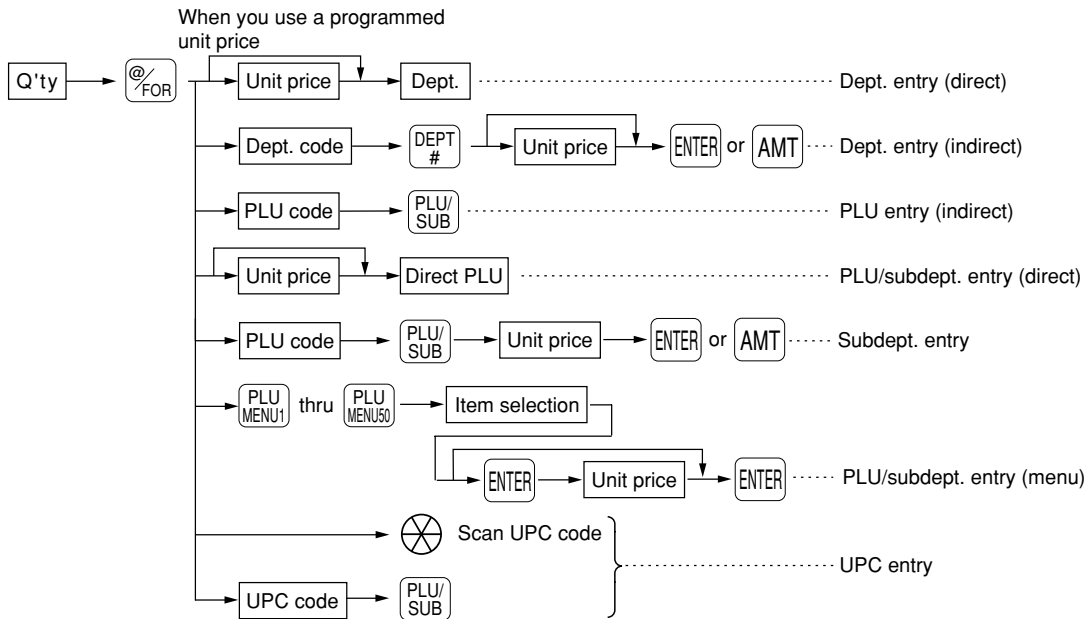 When you use a programmed
unit price
Q'ty @/FOR Unit price Dept. Dept. entry (direct)
Dept. code DEPT # Unit price ENTER or AMT Dept. entry (indirect)
PLU code PLU/SUB PLU entry (indirect)
Unit price Direct PLU PLU/subdept. entry (direct)
PLU code PLU/SUB Unit price ENTER or AMT Subdept. entry
PLU MENU1 thru PLU MENU50 Item selection
ENTER Unit price ENTER PLU/subdept. entry (menu)
Scan UPC code
UPC entry
UPC code PLU/SUB